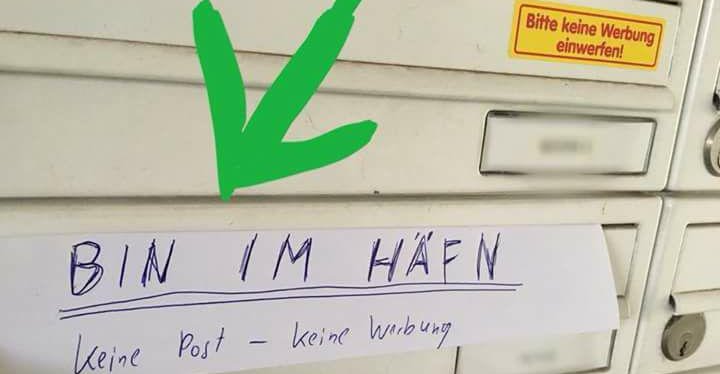 Bitte keine Werbung
einwerfen!
BIN IM HÄFN
Keine Post - Keine Werbung